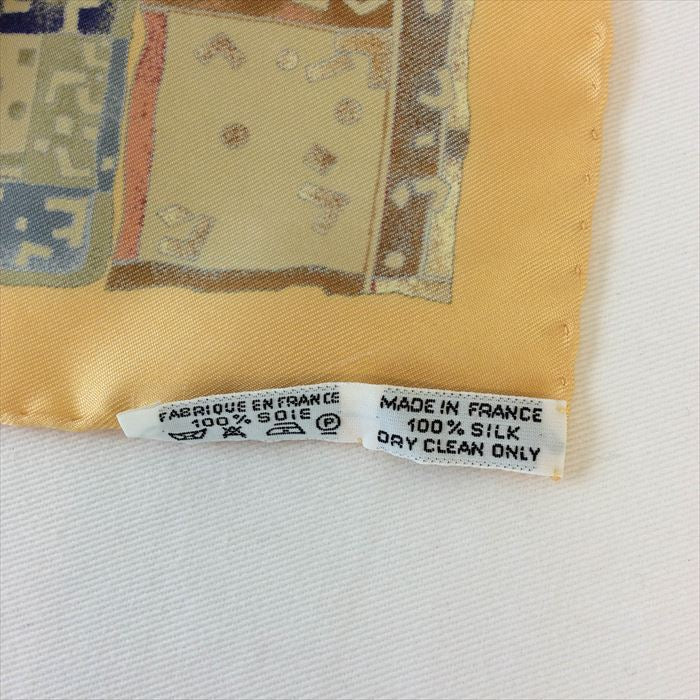 FABRIQUE EN FRANCE
100% SOIE
P
MADE IN FRANCE
100% SILK
DRY CLEAN ONLY